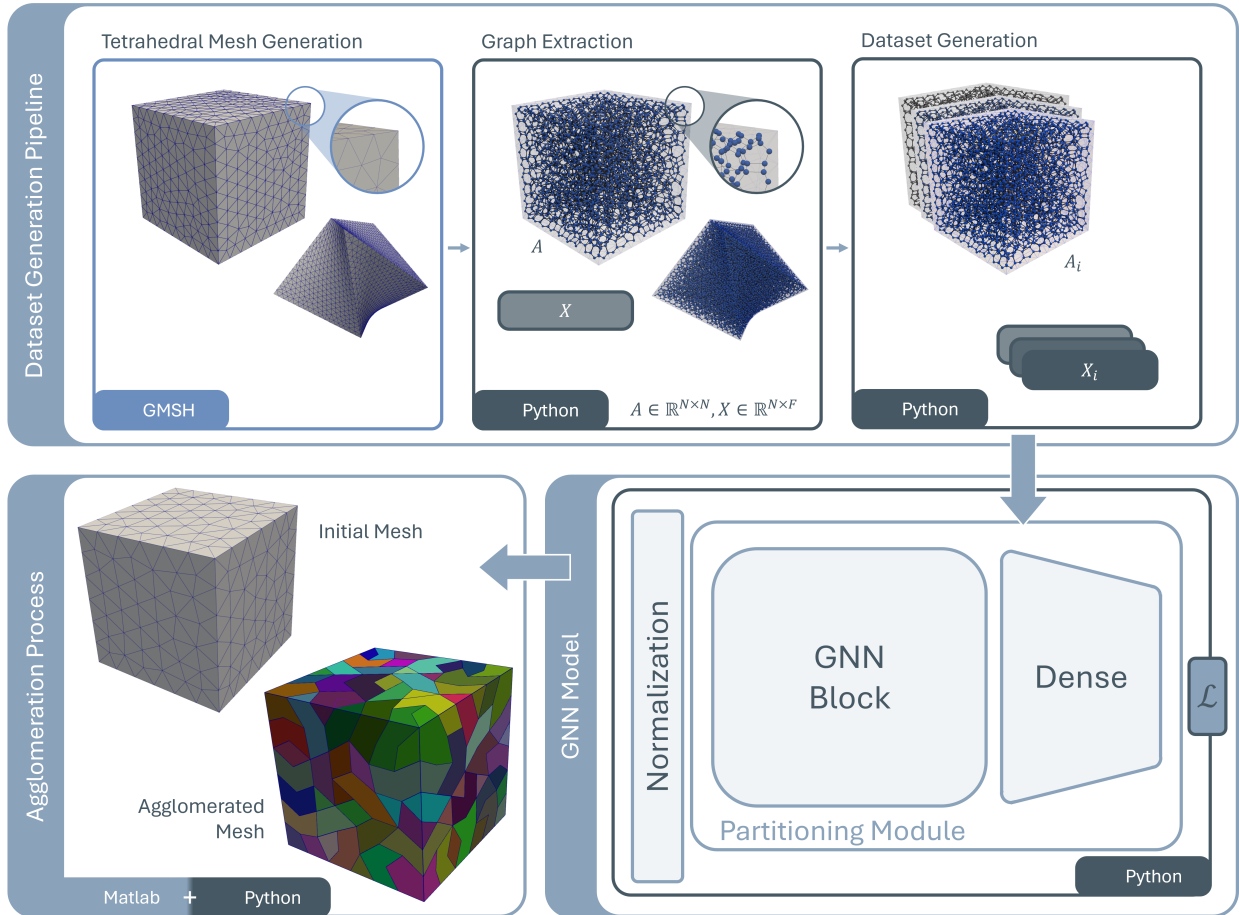 Dataset Generation Pipeline
Tetrahedral Mesh Generation
GMSH
Graph Extraction
A
X
Python
A ∈ ℝ^{N×N}, X ∈ ℝ^{N×F}
Dataset Generation
A_i
X_i
Python
Agglomeration Process
Initial Mesh
Agglomerated
Mesh
Matlab + Python
GNN Model
Normalization
GNN
Block
Dense
Partitioning Module
ℒ
Python